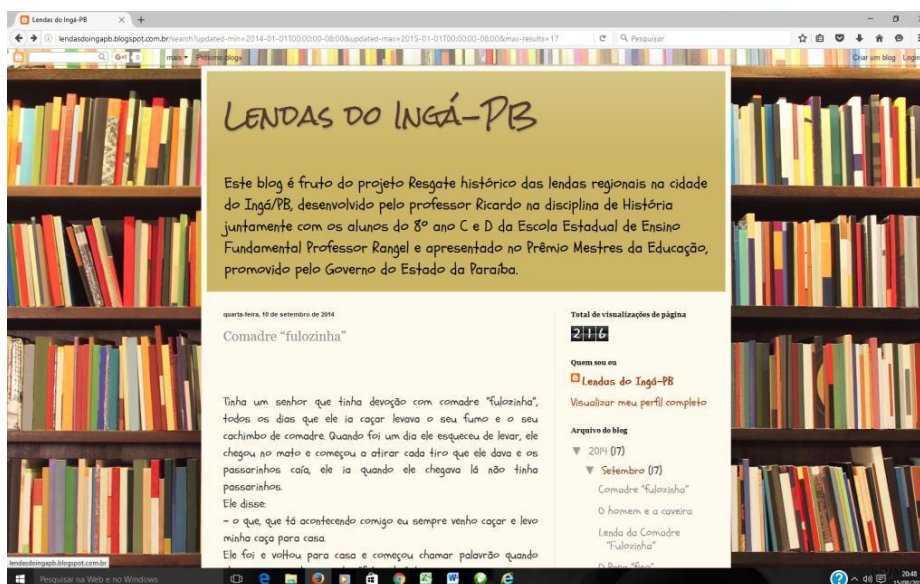 Lendas do Ingá-PB
lendasdoingapb.blogspot.com.br/search?updated-min=2014-01-01T00:00:00-08:00&updated-max=2015-01-01T00:00:00-08:00&max-results=17
Pesquisar
mais
Próximo blog»
Criar um blog
Login
LENDAS DO INGÁ-PB
Este blog é fruto do projeto Resgate histórico das lendas regionais na cidade
do Ingá/PB, desenvolvido pelo professor Ricardo na disciplina de História
juntamente com os alunos do 8º ano C e D da Escola Estadual de Ensino
Fundamental Professor Rangel e apresentado no Prêmio Mestres da Educação,
promovido pelo Governo do Estado da Paraíba.
quarta-feira, 10 de setembro de 2014
Comadre "fulozinha"
Tinha um senhor que tinha devoção com comadre "fulozinha",
todos os dias que ele ia caçar levava o seu fumo e o seu
cachimbo de comadre. Quando foi um dia ele esqueceu de levar, ele
chegou no mato e começou a atirar cada tiro que ele dava e os
passarinhos caía, ele ia quando ele chegava lá não tinha
passarinhos.
Ele disse:
- o que, que tá acontecendo comigo eu sempre venho caçar e levo
minha caça para casa.
Ele foi e voltou para casa e começou chamar palavrão quando
Total de visualizações de página
216
Quem sou eu
Lendas do Ingá-PB
Visualizar meu perfil completo
Arquivo do blog
▼ 2014 (17)
▼ Setembro (17)
Comadre "fulozinha"
O homem e a caveira
Lenda da Comadre
"Fulozinha"
lendasdoingapb.blogspot.com.br
Pesquisar na Web e no Windows
20:48